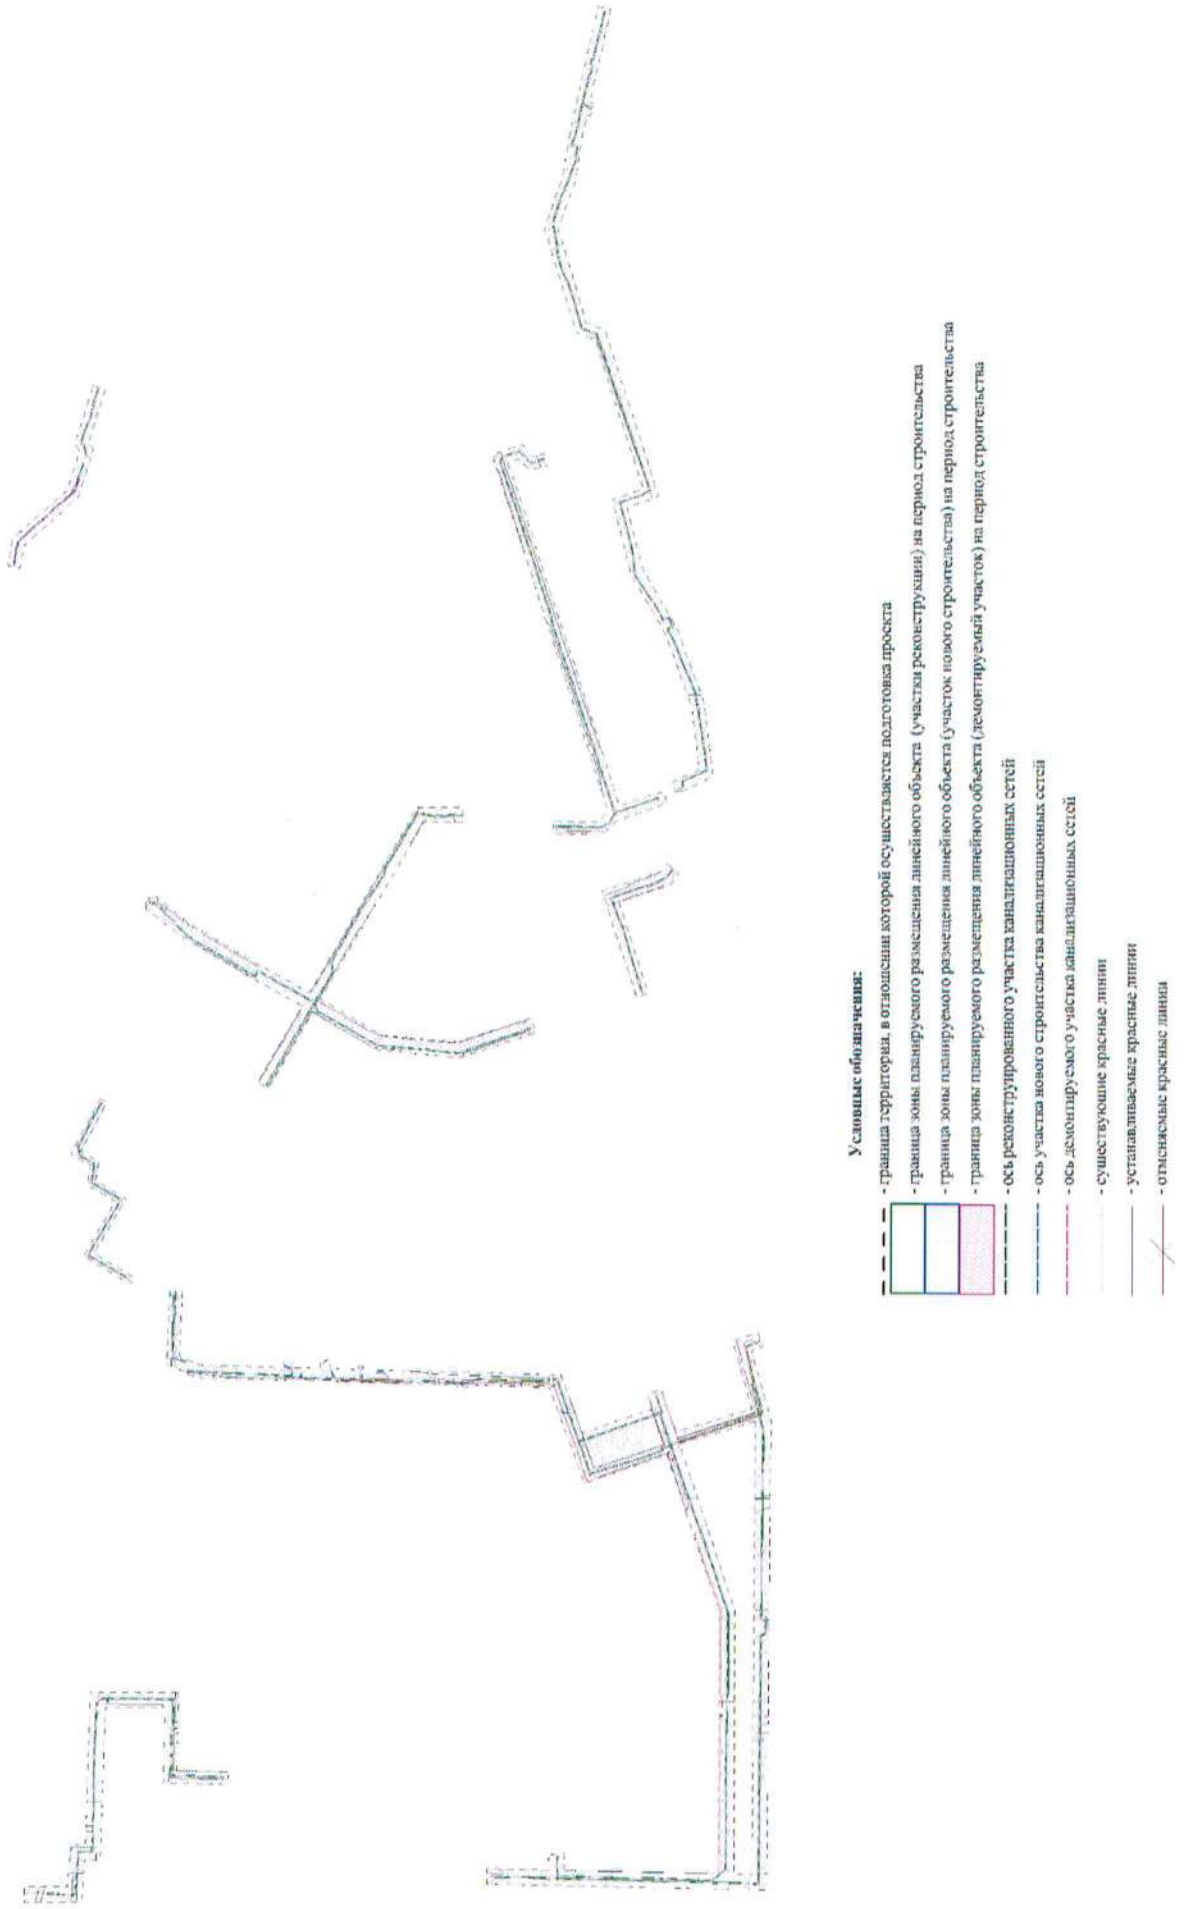 Условные обозначения:
- граница территории, в отношении которой осуществляется подготовка проекта
- граница зоны планируемого размещения линейного объекта (участки реконструкции) на период строительства
- граница зоны планируемого размещения линейного объекта (участок нового строительства) на период строительства
- граница зоны планируемого размещения линейного объекта (демонтируемый участок) на период строительства
- ось реконструированного участка канализационных сетей
- ось участка нового строительства канализационных сетей
- ось демонтируемого участка канализационных сетей
- существующие красные линии
- устанавливаемые красные линии
- отменяемые красные линии